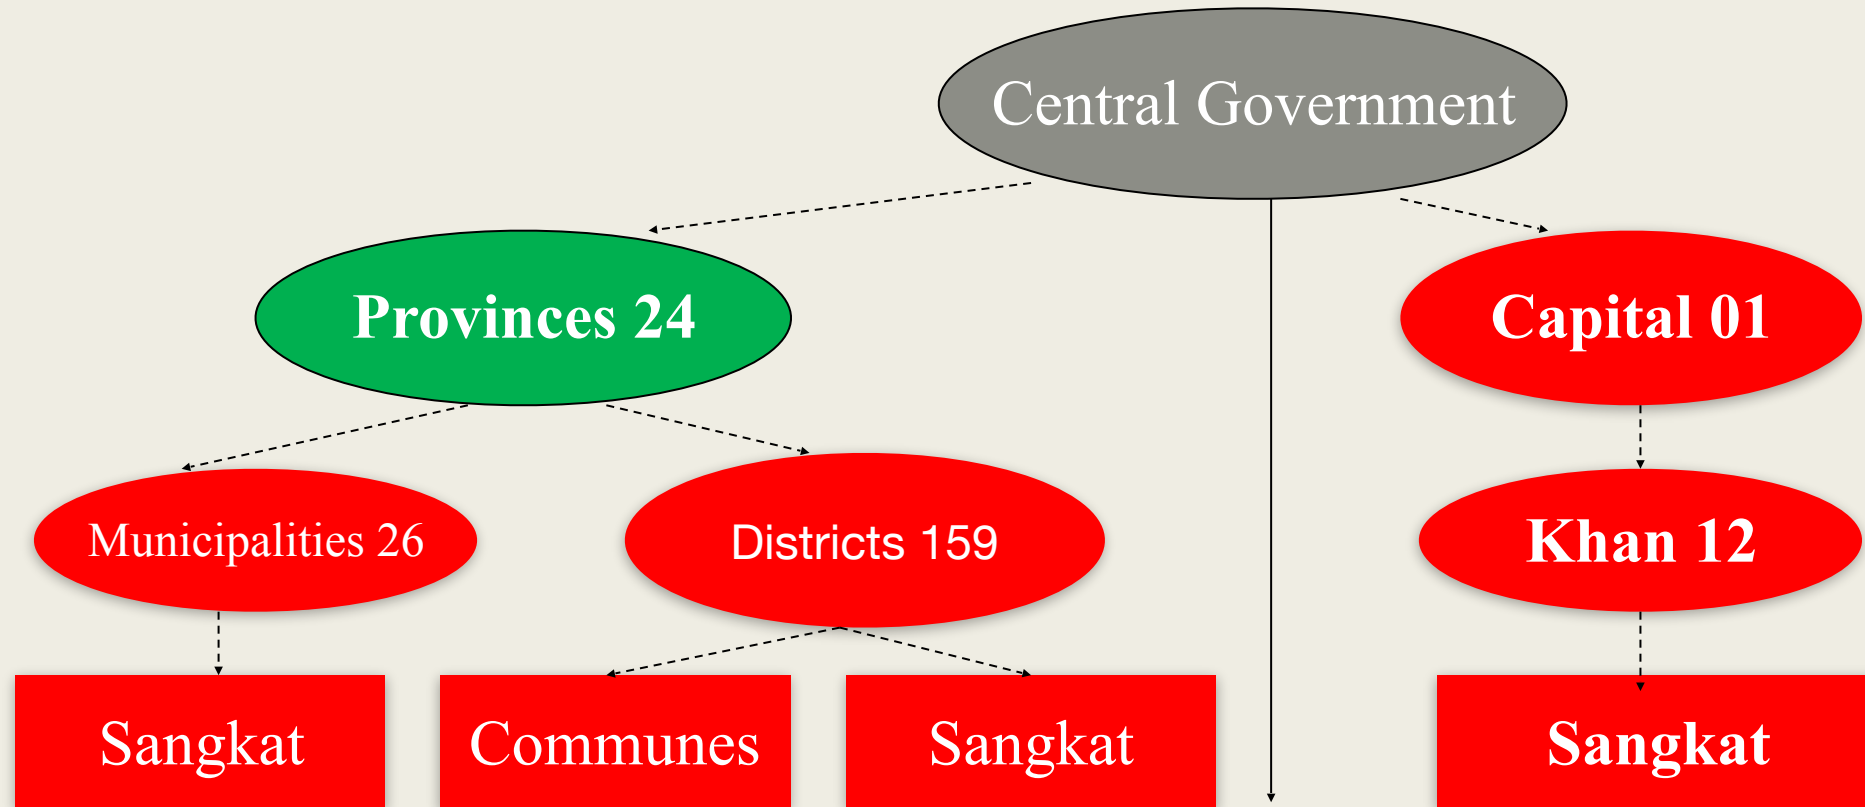 Central Government
Provinces 24
Capital 01
Municipalities 26
Districts 159
Khan 12
Sangkat
Communes
Sangkat
Sangkat